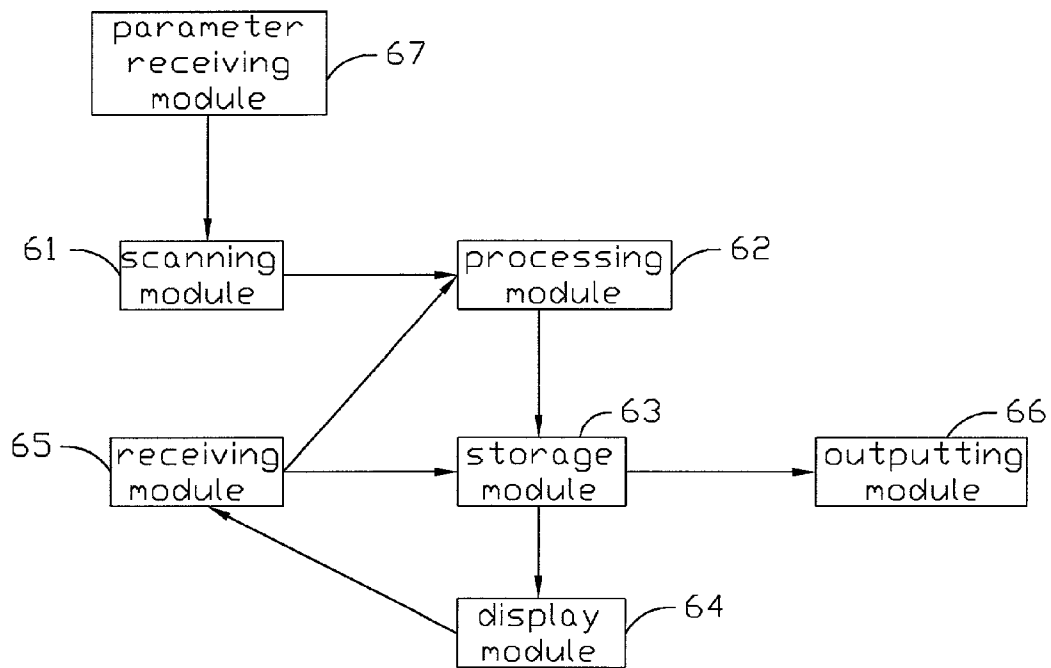 parameter
receiving
module
67
61
scanning
module
processing
module
62
65
receiving
module
storage
module
63
outputting
module
66
display
module
64